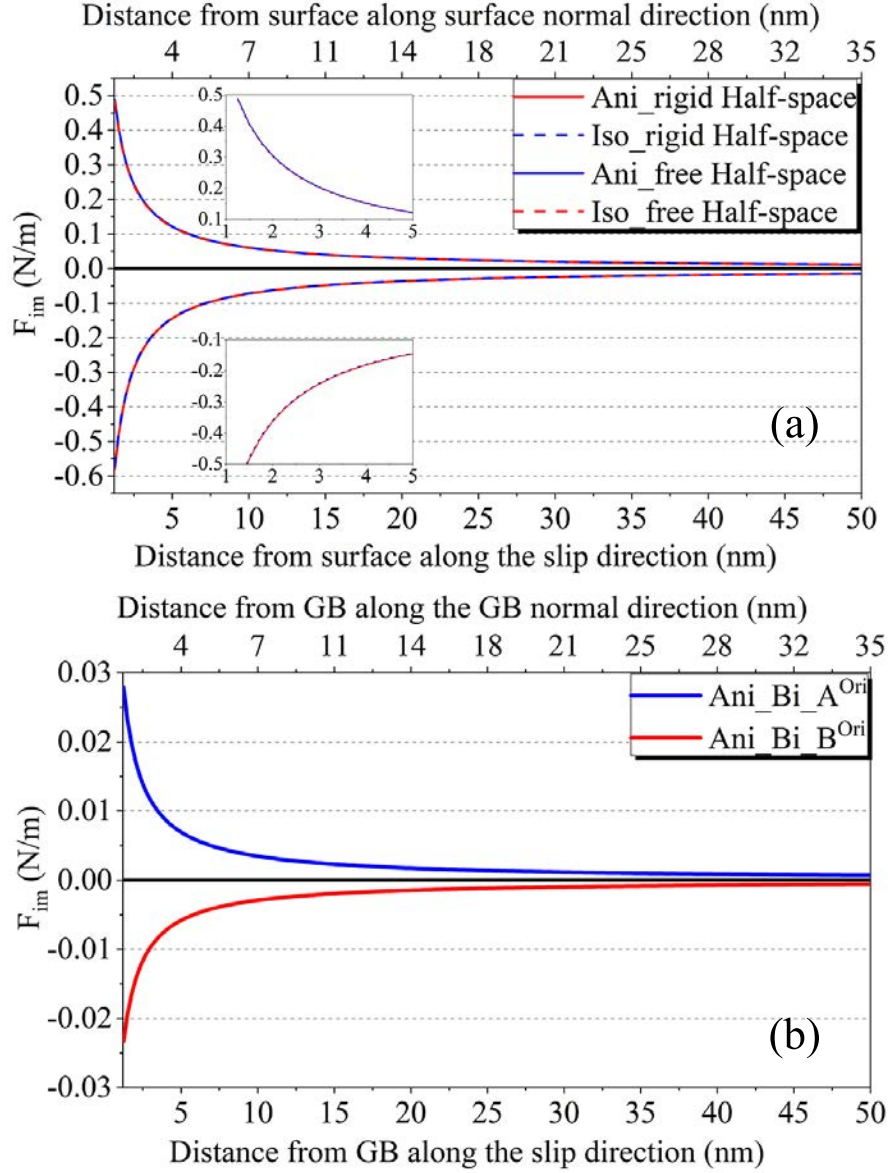 Distance from surface along surface normal direction (nm)
4 7 11 14 18 21 25 28 32 35
0.5
0.4
0.3
0.2
0.1
0.0
-0.1
-0.2
-0.3
-0.4
-0.5
-0.6
F_im (N/m)
Ani_rigid Half-space
Iso_rigid Half-space
Ani_free Half-space
Iso_free Half-space
0.5
0.4
0.3
0.2
0.1
1 2 3 4 5
-0.1
-0.2
-0.3
-0.4
-0.5
1 2 3 4 5
(a)
5 10 15 20 25 30 35 40 45 50
Distance from surface along the slip direction (nm)
Distance from GB along the GB normal direction (nm)
4 7 11 14 18 21 25 28 32 35
0.03
0.02
0.01
0.00
-0.01
-0.02
-0.03
F_im (N/m)
Ani_Bi_A^Ori
Ani_Bi_B^Ori
(b)
5 10 15 20 25 30 35 40 45 50
Distance from GB along the slip direction (nm)